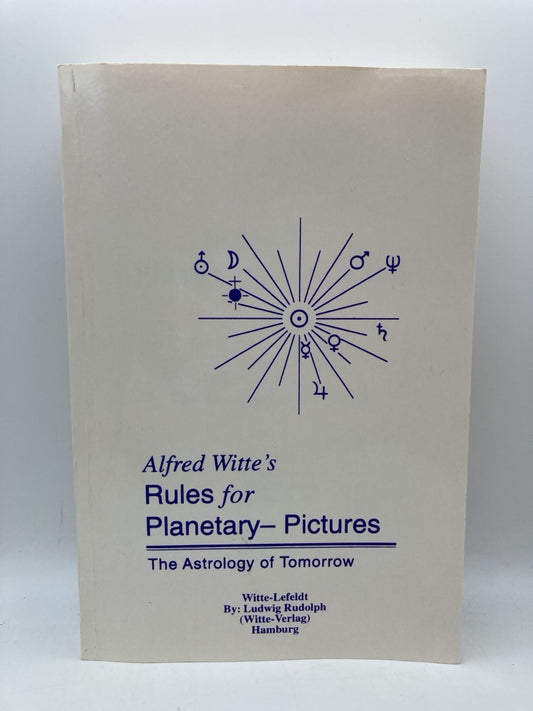 Alfred Witte's
Rules for
Planetary– Pictures
The Astrology of Tomorrow
Witte-Lefeldt
By: Ludwig Rudolph
(Witte-Verlag)
Hamburg